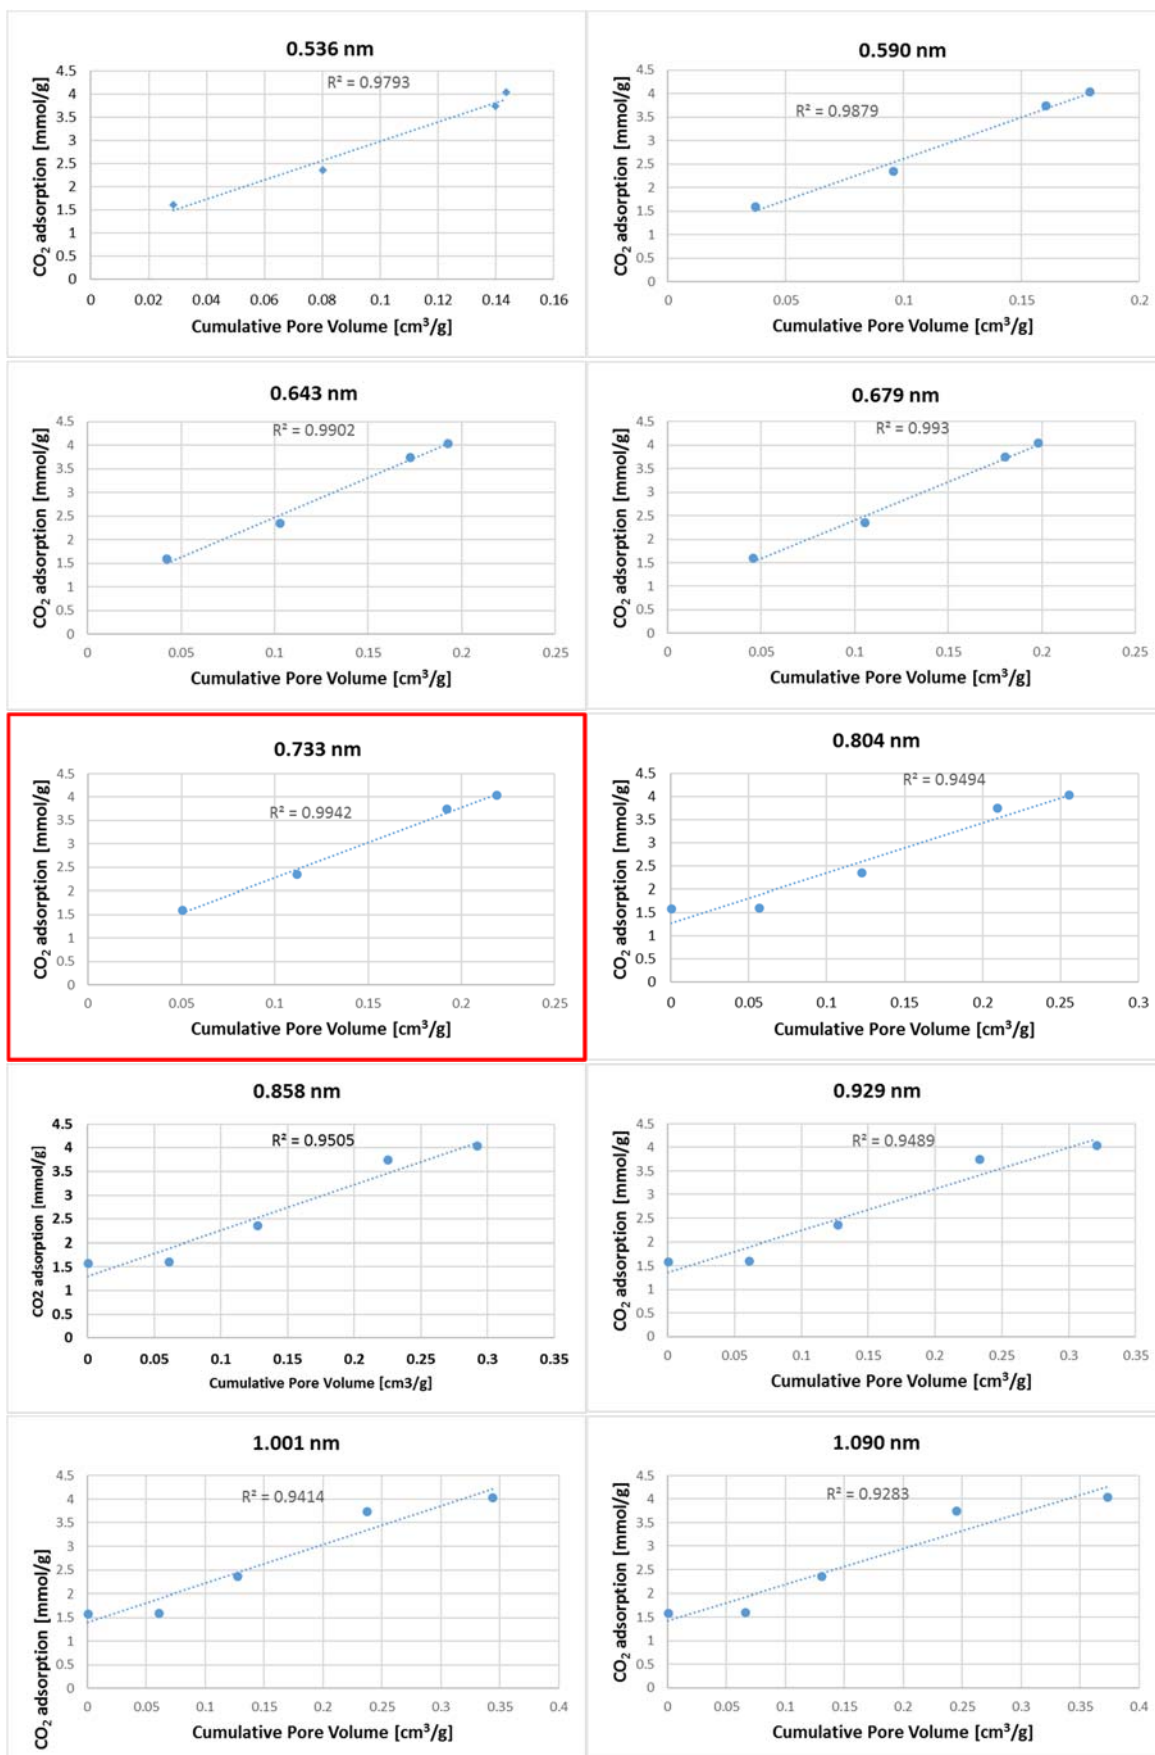 0.536 nm
R² = 0.9793
CO₂ adsorption [mmol/g]
4.5
4
3.5
3
2.5
2
1.5
1
0.5
0
0 0.02 0.04 0.06 0.08 0.1 0.12 0.14 0.16
Cumulative Pore Volume [cm³/g]
0.590 nm
R² = 0.9879
CO₂ adsorption [mmol/g]
4.5
4
3.5
3
2.5
2
1.5
1
0.5
0
0 0.05 0.1 0.15 0.2
Cumulative Pore Volume [cm³/g]
0.643 nm
R² = 0.9902
CO₂ adsorption [mmol/g]
4.5
4
3.5
3
2.5
2
1.5
1
0.5
0
0 0.05 0.1 0.15 0.2 0.25
Cumulative Pore Volume [cm³/g]
0.679 nm
R² = 0.993
CO₂ adsorption [mmol/g]
4.5
4
3.5
3
2.5
2
1.5
1
0.5
0
0 0.05 0.1 0.15 0.2 0.25
Cumulative Pore Volume [cm³/g]
0.733 nm
R² = 0.9942
CO₂ adsorption [mmol/g]
4.5
4
3.5
3
2.5
2
1.5
1
0.5
0
0 0.05 0.1 0.15 0.2 0.25
Cumulative Pore Volume [cm³/g]
0.804 nm
R² = 0.9494
CO₂ adsorption [mmol/g]
4.5
4
3.5
3
2.5
2
1.5
1
0.5
0
0 0.05 0.1 0.15 0.2 0.25 0.3
Cumulative Pore Volume [cm³/g]
0.858 nm
R² = 0.9505
CO2 adsorption [mmol/g]
4.5
4
3.5
3
2.5
2
1.5
1
0.5
0
0 0.05 0.1 0.15 0.2 0.25 0.3 0.35
Cumulative Pore Volume [cm3/g]
0.929 nm
R² = 0.9489
CO₂ adsorption [mmol/g]
4.5
4
3.5
3
2.5
2
1.5
1
0.5
0
0 0.05 0.1 0.15 0.2 0.25 0.3 0.35
Cumulative Pore Volume [cm³/g]
1.001 nm
R² = 0.9414
CO₂ adsorption [mmol/g]
4.5
4
3.5
3
2.5
2
1.5
1
0.5
0
0 0.05 0.1 0.15 0.2 0.25 0.3 0.35 0.4
Cumulative Pore Volume [cm³/g]
1.090 nm
R² = 0.9283
CO₂ adsorption [mmol/g]
4.5
4
3.5
3
2.5
2
1.5
1
0.5
0
0 0.05 0.1 0.15 0.2 0.25 0.3 0.35 0.4
Cumulative Pore Volume [cm³/g]